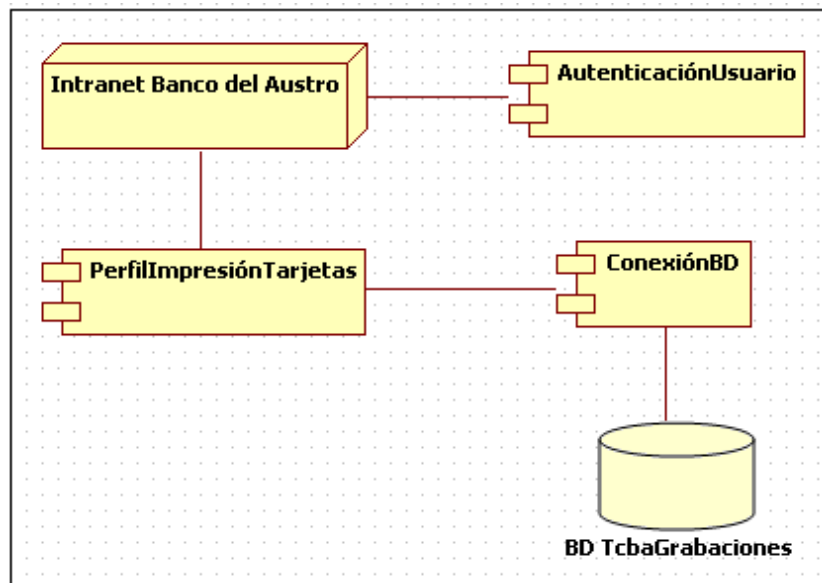 Intranet Banco del Austro
AutenticaciónUsuario
PerfilImpresiónTarjetas
ConexiónBD
BD TcbaGrabaciones